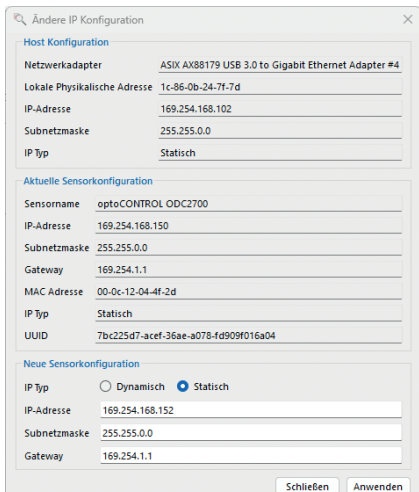 Ändere IP Konfiguration
Host Konfiguration
Netzwerkadapter ASIX AX88179 USB 3.0 to Gigabit Ethernet Adapter #4
Lokale Physikalische Adresse 1c-86-0b-24-7f-7d
IP-Adresse 169.254.168.102
Subnetzmaske 255.255.0.0
IP Typ Statisch
Aktuelle Sensorkonfiguration
Sensorname optoCONTROL ODC2700
IP-Adresse 169.254.168.150
Subnetzmaske 255.255.0.0
Gateway 169.254.1.1
MAC Adresse 00-0c-12-04-4f-2d
IP Typ Statisch
UUID 7bc225d7-acef-36ae-a078-fd909f016a04
Neue Sensorkonfiguration
IP Typ Dynamisch Statisch
IP-Adresse 169.254.168.152
Subnetzmaske 255.255.0.0
Gateway 169.254.1.1
Schließen Anwenden